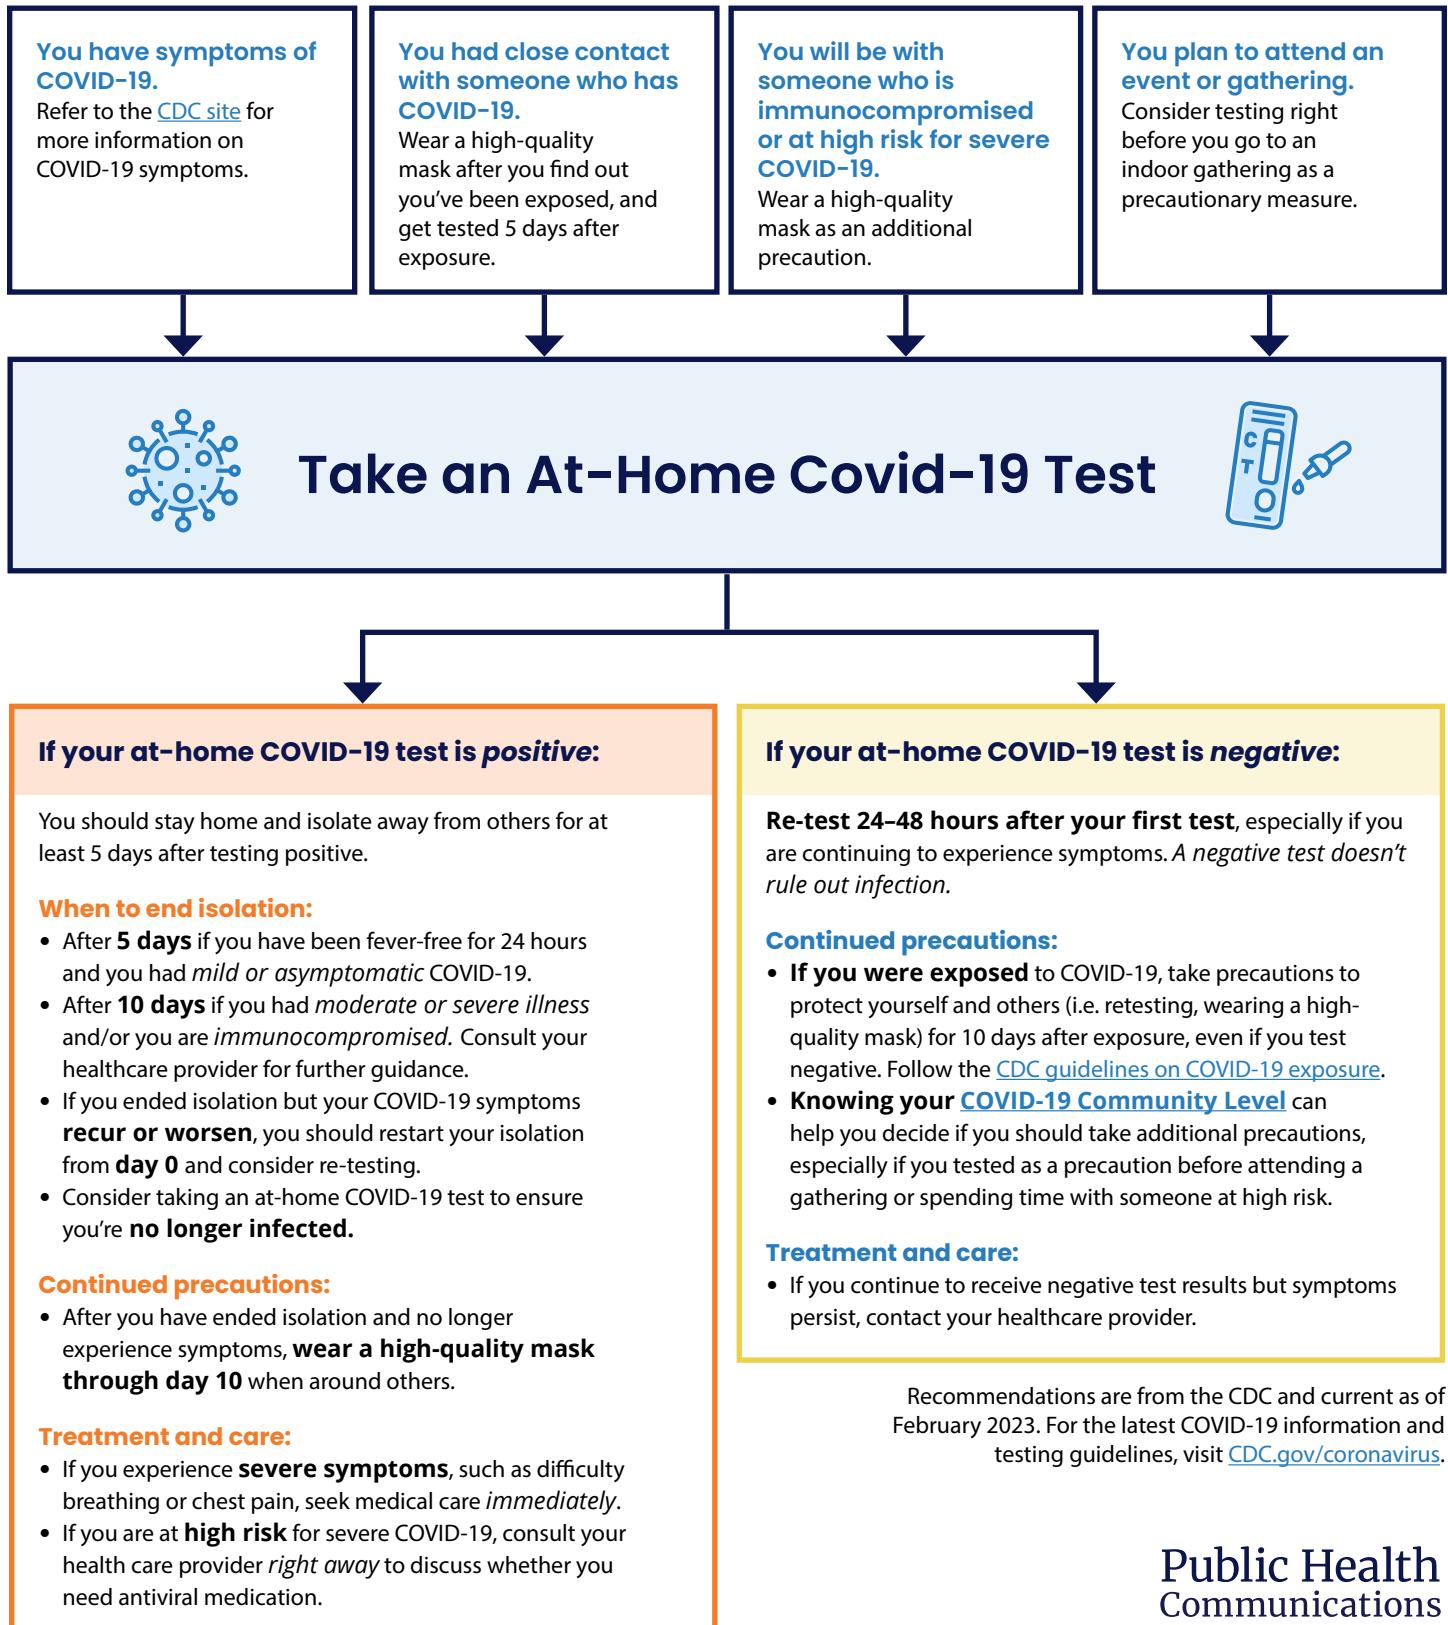 You have symptoms of
COVID-19.
Refer to the CDC site for
more information on
COVID-19 symptoms.
You had close contact
with someone who has
COVID-19.
Wear a high-quality
mask after you find out
you've been exposed, and
get tested 5 days after
exposure.
You will be with
someone who is
immunocompromised
or at high risk for severe
COVID-19.
Wear a high-quality
mask as an additional
precaution.
You plan to attend an
event or gathering.
Consider testing right
before you go to an
indoor gathering as a
precautionary measure.
Take an At-Home Covid-19 Test
C
T
If your at-home COVID-19 test is positive:
You should stay home and isolate away from others for at
least 5 days after testing positive.
When to end isolation:
• After 5 days if you have been fever-free for 24 hours
and you had mild or asymptomatic COVID-19.
• After 10 days if you had moderate or severe illness
and/or you are immunocompromised. Consult your
healthcare provider for further guidance.
• If you ended isolation but your COVID-19 symptoms
recur or worsen, you should restart your isolation
from day 0 and consider re-testing.
• Consider taking an at-home COVID-19 test to ensure
you're no longer infected.
Continued precautions:
• After you have ended isolation and no longer
experience symptoms, wear a high-quality mask
through day 10 when around others.
Treatment and care:
• If you experience severe symptoms, such as difficulty
breathing or chest pain, seek medical care immediately.
• If you are at high risk for severe COVID-19, consult your
health care provider right away to discuss whether you
need antiviral medication.
If your at-home COVID-19 test is negative:
Re-test 24–48 hours after your first test, especially if you
are continuing to experience symptoms. A negative test doesn't
rule out infection.
Continued precautions:
• If you were exposed to COVID-19, take precautions to
protect yourself and others (i.e. retesting, wearing a high-
quality mask) for 10 days after exposure, even if you test
negative. Follow the CDC guidelines on COVID-19 exposure.
• Knowing your COVID-19 Community Level can
help you decide if you should take additional precautions,
especially if you tested as a precaution before attending a
gathering or spending time with someone at high risk.
Treatment and care:
• If you continue to receive negative test results but symptoms
persist, contact your healthcare provider.
Recommendations are from the CDC and current as of
February 2023. For the latest COVID-19 information and
testing guidelines, visit CDC.gov/coronavirus.
Public Health
Communications